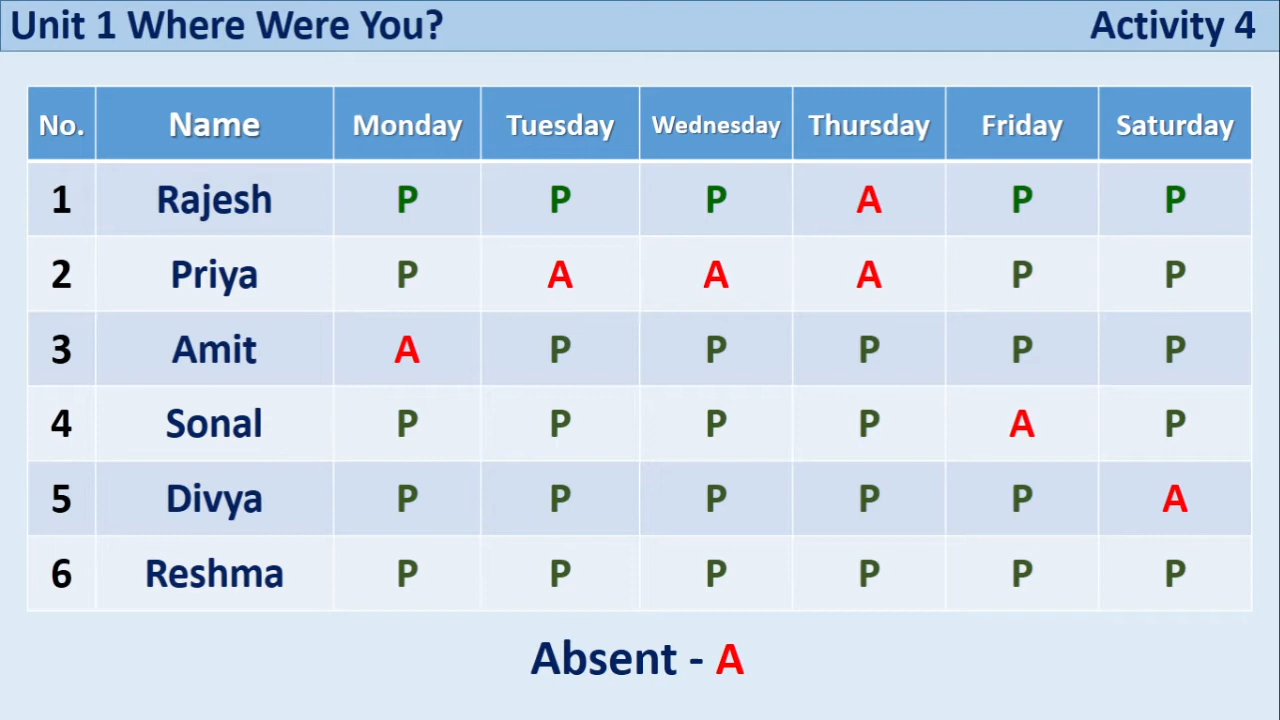 Unit 1 Where Were You? Activity 4
No. Name Monday Tuesday Wednesday Thursday Friday Saturday
1 Rajesh P P P A P P
2 Priya P A A A P P
3 Amit A P P P P P
4 Sonal P P P P A P
5 Divya P P P P P A
6 Reshma P P P P P P
Absent - A